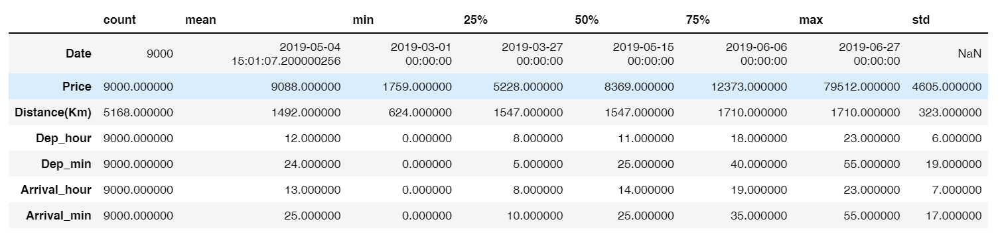 count mean min 25% 50% 75% max std
Date 9000 2019-05-04 15:01:07.200000256 2019-03-01 00:00:00 2019-03-27 00:00:00 2019-05-15 00:00:00 2019-06-06 00:00:00 2019-06-27 00:00:00 NaN
Price 9000.000000 9088.000000 1759.000000 5228.000000 8369.000000 12373.000000 79512.000000 4605.000000
Distance(Km) 5168.000000 1492.000000 624.000000 1547.000000 1547.000000 1710.000000 1710.000000 323.000000
Dep_hour 9000.000000 12.000000 0.000000 8.000000 11.000000 18.000000 23.000000 6.000000
Dep_min 9000.000000 24.000000 0.000000 5.000000 25.000000 40.000000 55.000000 19.000000
Arrival_hour 9000.000000 13.000000 0.000000 8.000000 14.000000 19.000000 23.000000 7.000000
Arrival_min 9000.000000 25.000000 0.000000 10.000000 25.000000 35.000000 55.000000 17.000000